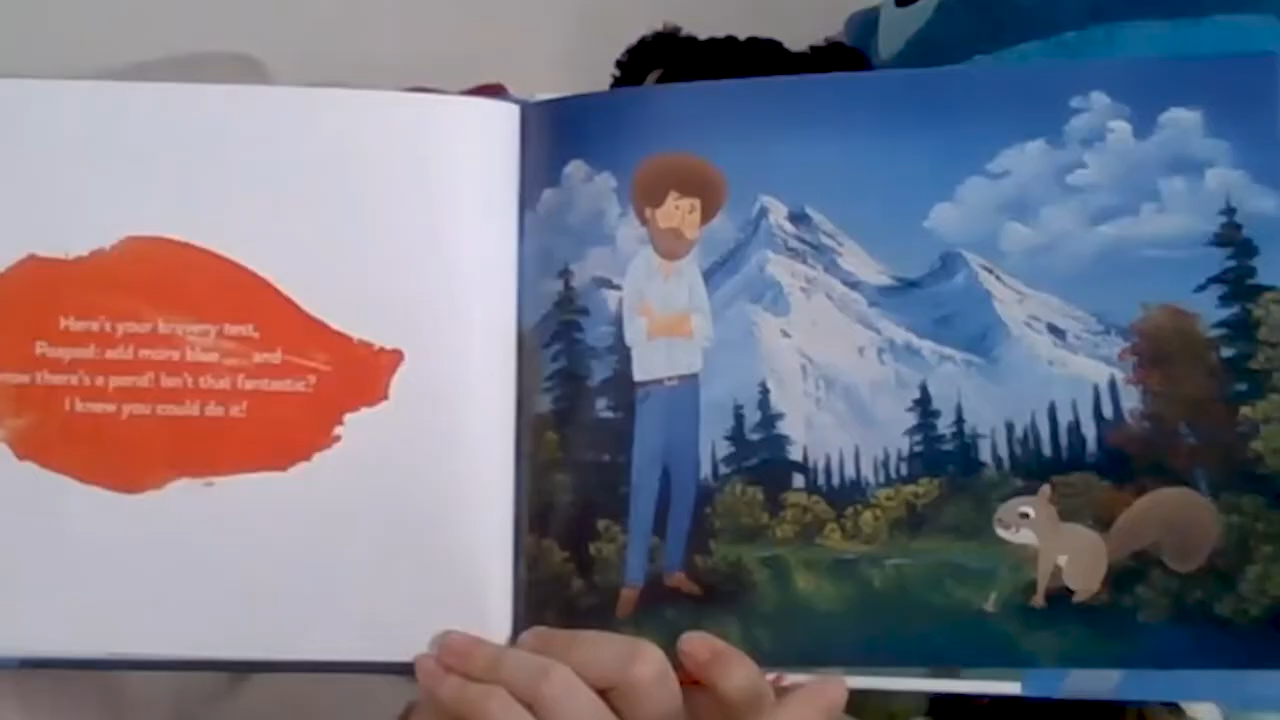 Here's your bravery test,
Peapod: add more blue ... and
now there's a pond! Isn't that fantastic?
I knew you could do it!